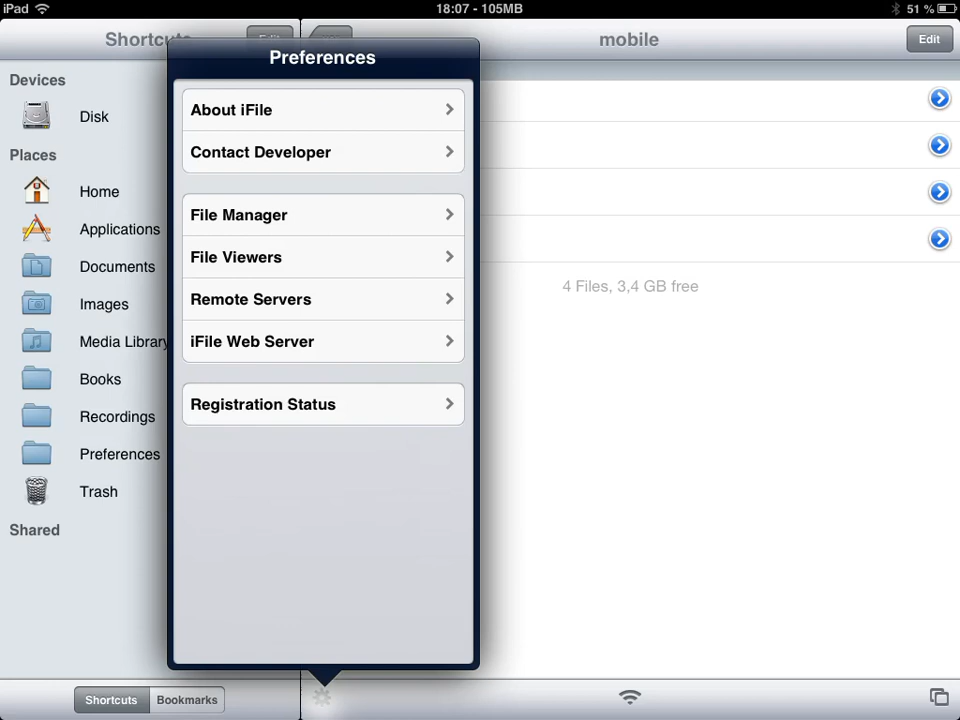 iPad
18:07 - 105MB
51 %
Edit
mobile
Edit
Preferences
Devices
Disk
Places
Home
Applications
Documents
Images
Media Library
Books
Recordings
Preferences
Trash
Shared
About iFile
Contact Developer
File Manager
File Viewers
Remote Servers
iFile Web Server
Registration Status
4 Files, 3,4 GB free
Shortcuts
Bookmarks